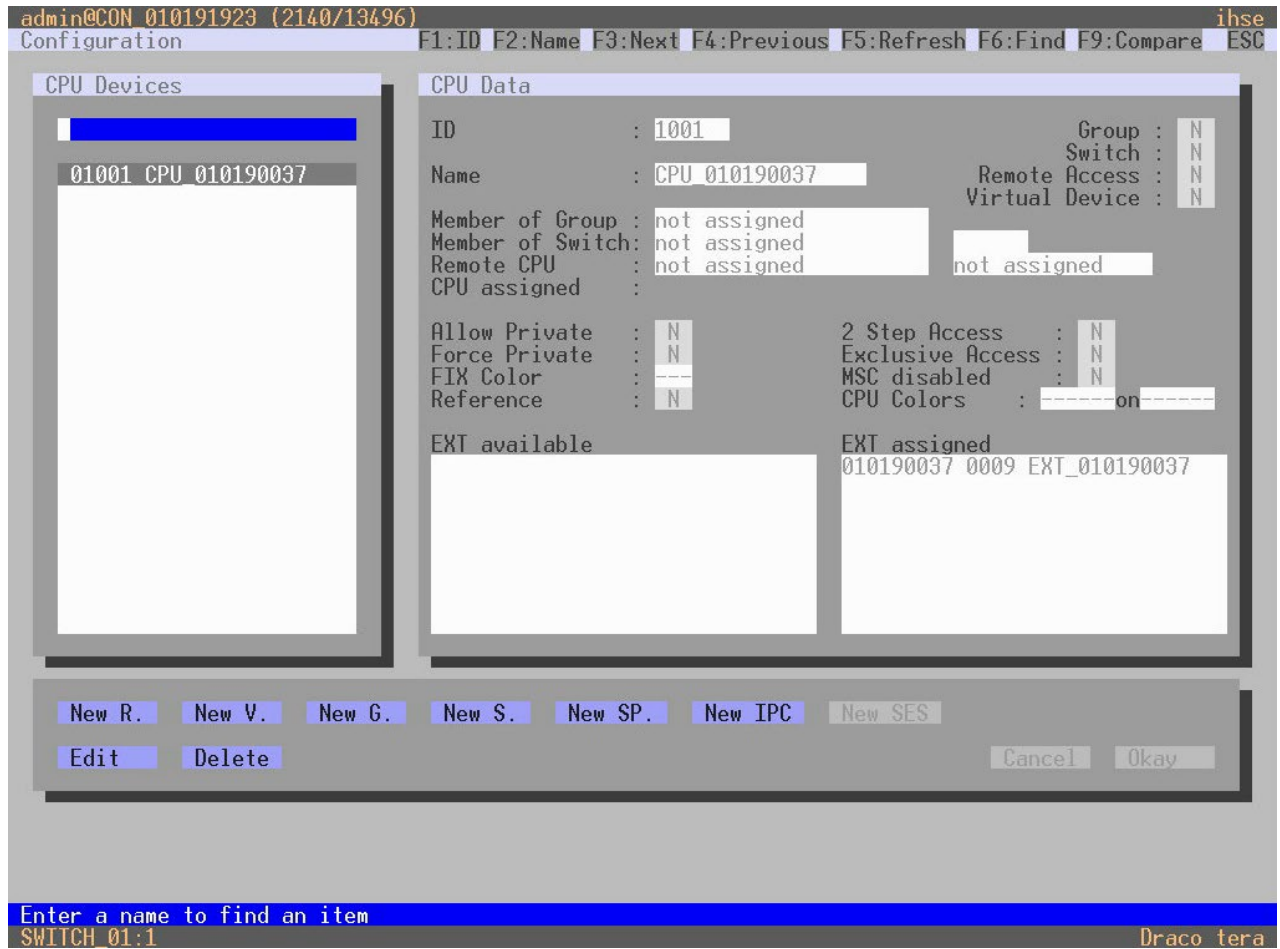 admin@CON_010191923 (2140/13496) ihse
Configuration F1:ID F2:Name F3:Next F4:Previous F5:Refresh F6:Find F9:Compare ESC
CPU Devices
01001 CPU_010190037
CPU Data
ID : 1001 Group : N
Switch : N
Name : CPU_010190037 Remote Access : N
Virtual Device : N
Member of Group : not assigned
Member of Switch: not assigned
Remote CPU : not assigned not assigned
CPU assigned :
Allow Private : N 2 Step Access : N
Force Private : N Exclusive Access : N
FIX Color : --- MSC disabled : N
Reference : N CPU Colors : ------on------
EXT available EXT assigned
010190037 0009 EXT_010190037
New R. New V. New G. New S. New SP. New IPC New SES
Edit Delete Cancel Okay
Enter a name to find an item
SWITCH_01:1 Draco tera